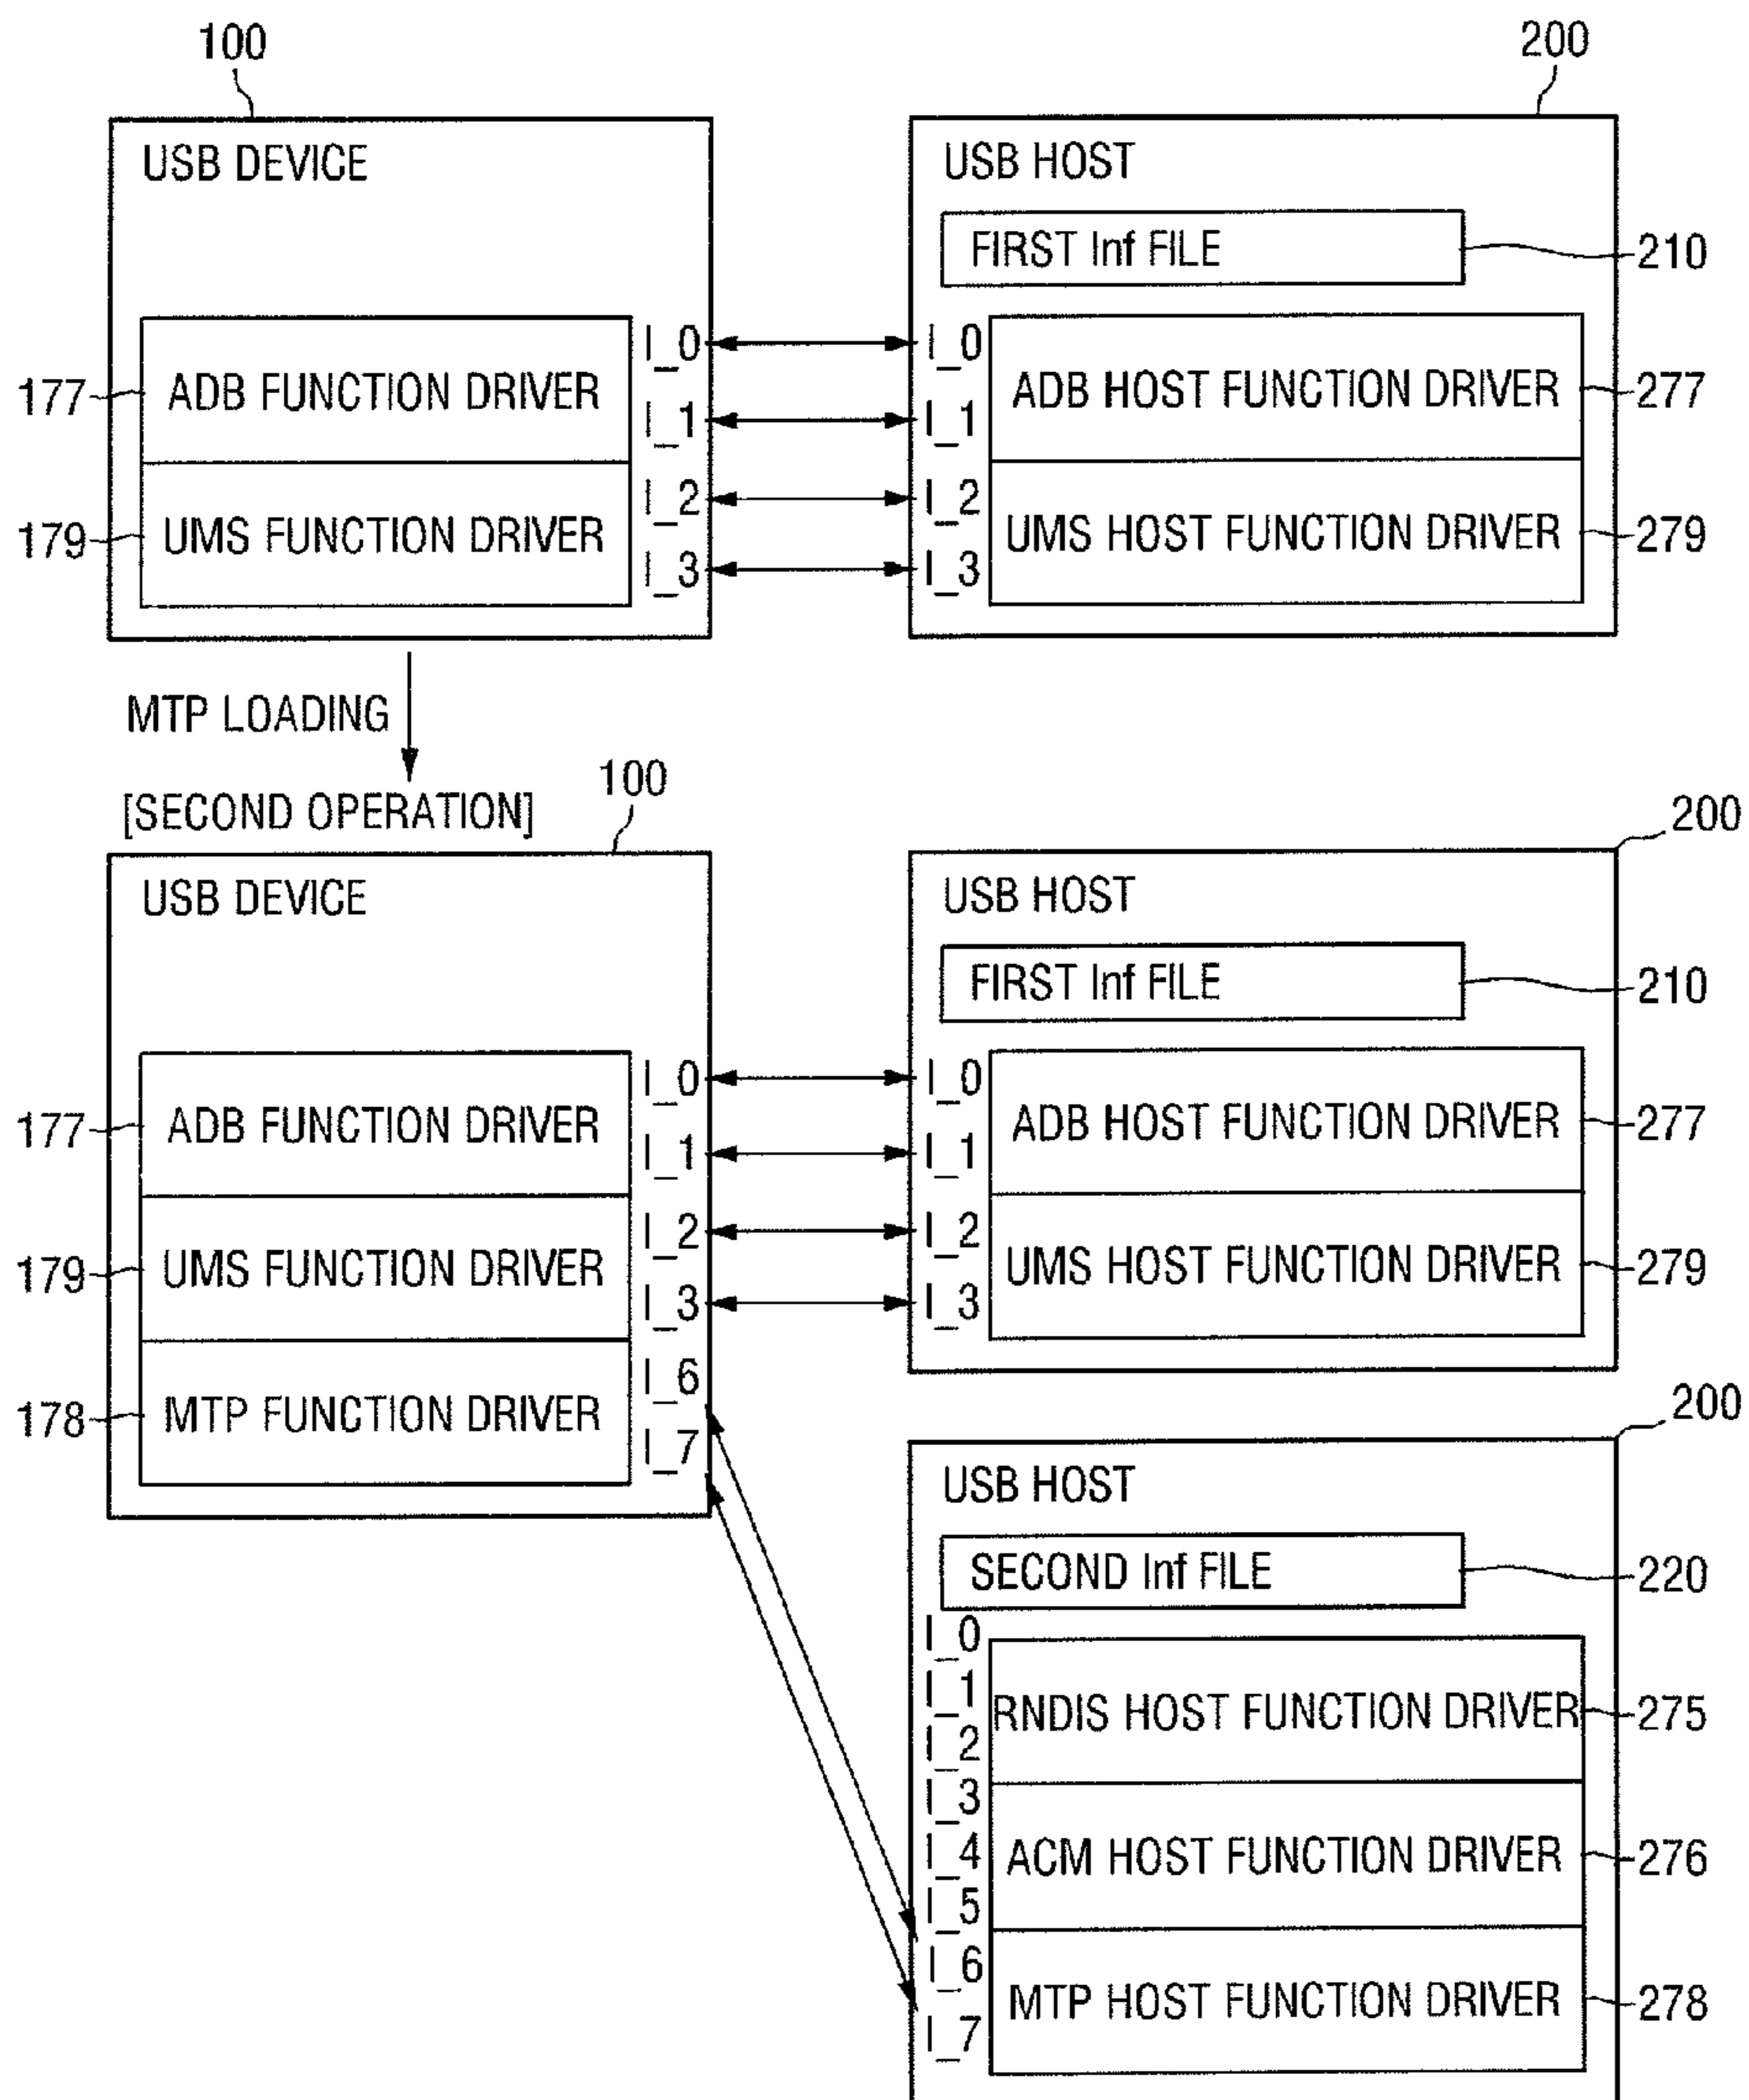 100
200
USB DEVICE
USB HOST
FIRST Inf FILE
210
I_0
I_0
177
ADB FUNCTION DRIVER
I_1
I_1
ADB HOST FUNCTION DRIVER
277
I_2
I_2
179
UMS FUNCTION DRIVER
UMS HOST FUNCTION DRIVER
279
I_3
I_3
MTP LOADING
[SECOND OPERATION]
100
200
USB DEVICE
USB HOST
FIRST Inf FILE
210
I_0
I_0
177
ADB FUNCTION DRIVER
I_1
I_1
ADB HOST FUNCTION DRIVER
277
I_2
I_2
179
UMS FUNCTION DRIVER
UMS HOST FUNCTION DRIVER
279
I_3
I_3
I_6
178
MTP FUNCTION DRIVER
I_7
200
USB HOST
SECOND Inf FILE
220
I_0
I_1
RNDIS HOST FUNCTION DRIVER
275
I_2
I_3
I_4
ACM HOST FUNCTION DRIVER
276
I_5
I_6
MTP HOST FUNCTION DRIVER
278
I_7